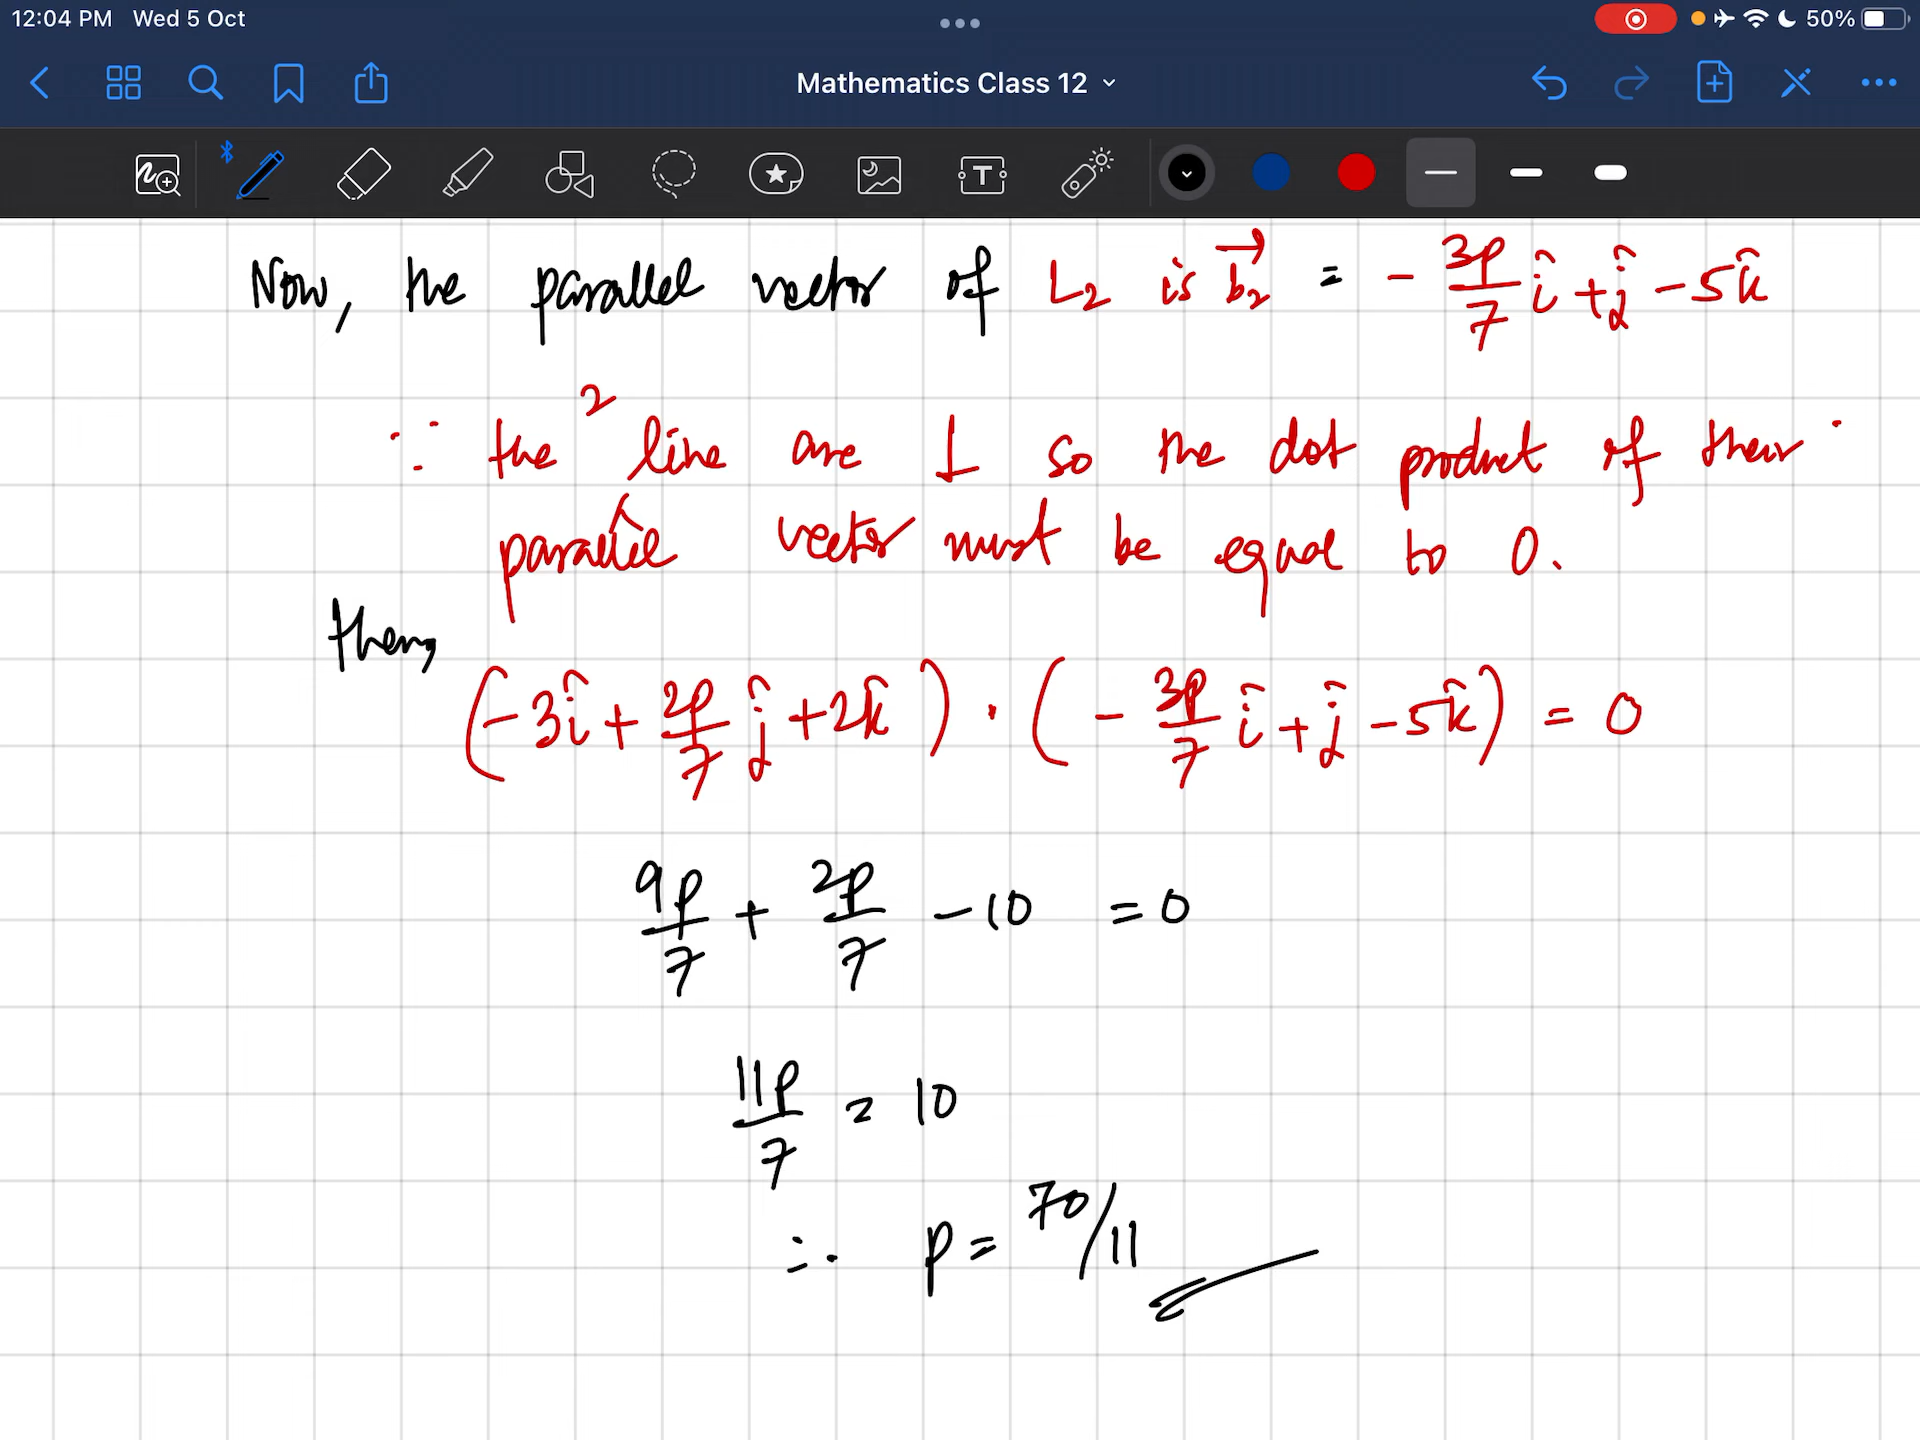 12:04 PM Wed 5 Oct
50%
Mathematics Class 12
Now, the parallel vector of L₂ is b₂⃗ = - 3p/7 î + ĵ - 5k̂
∵ the 2 line are ⊥ so the dot product of their
parallel vector must be equal to 0.
then,
(-3î + 2p/7 ĵ + 2k̂) · (- 3p/7 î + ĵ - 5k̂) = 0
9p/7 + 2p/7 - 10 = 0
11p/7 = 10
∴ p = 70/11